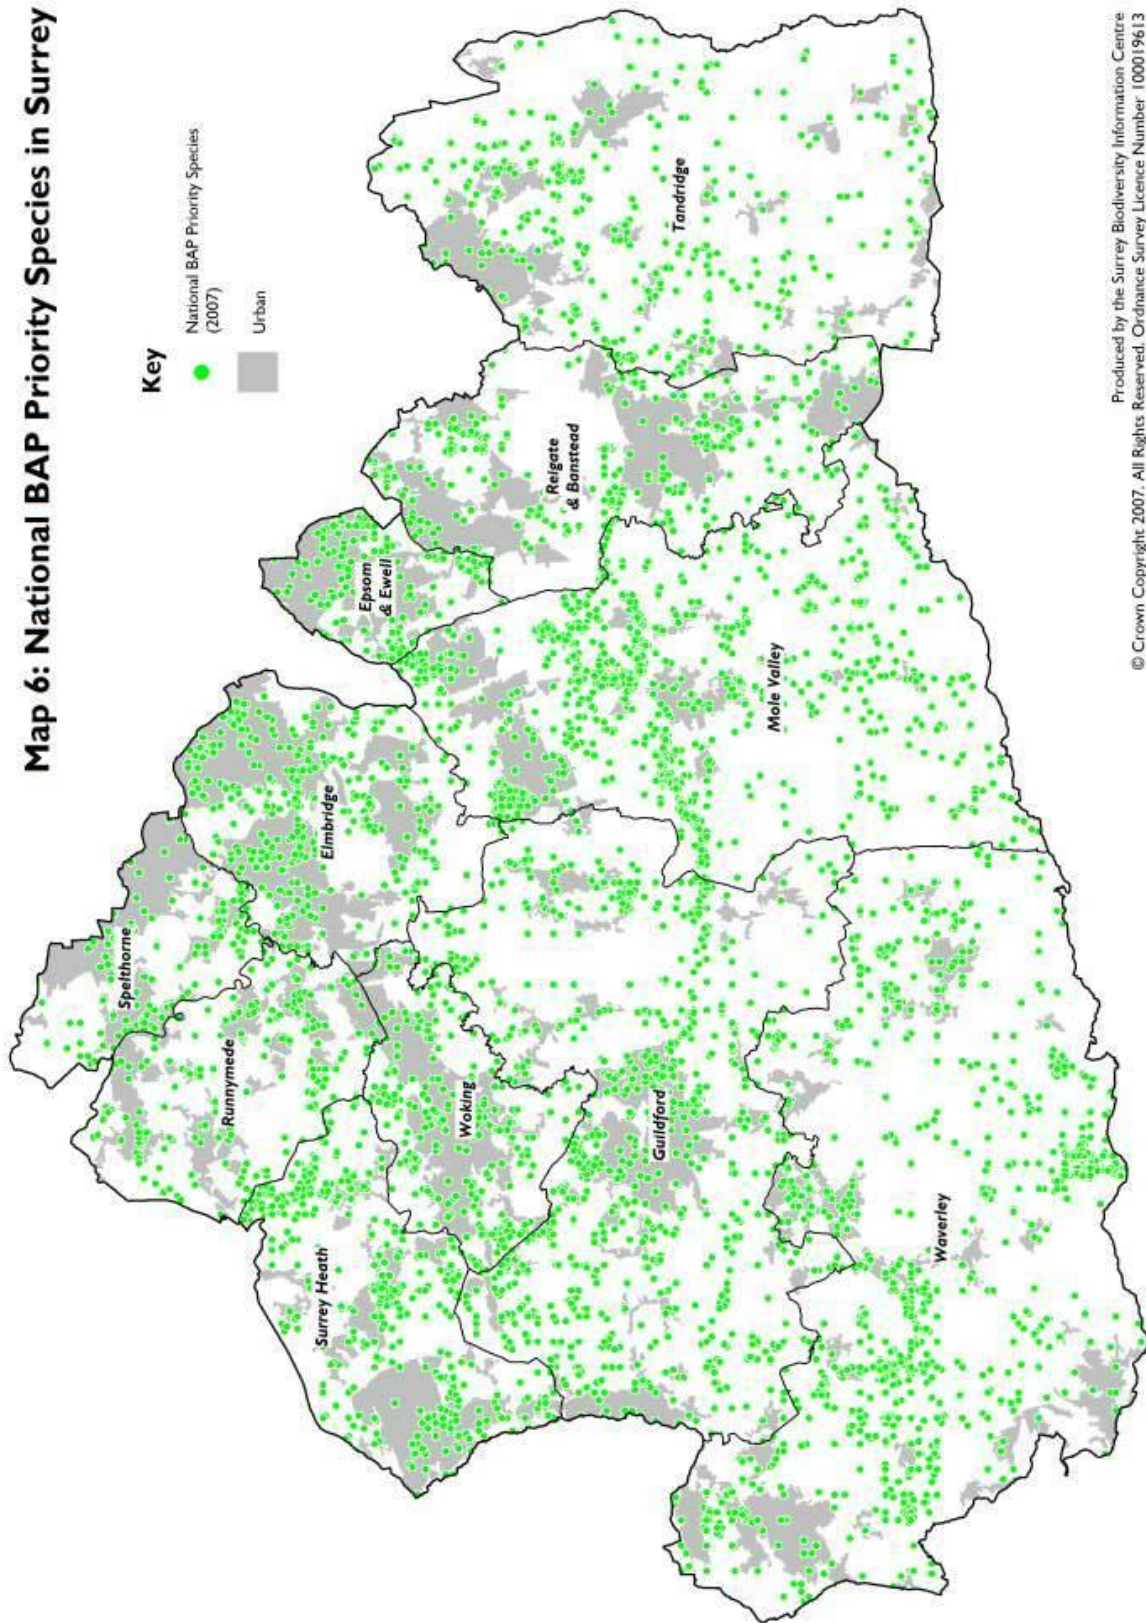 Map 6: National BAP Priority Species in Surrey
Key
National BAP Priority Species
(2007)
Urban
Spelthorne
Runnymede
Elmbridge
Epsom
& Ewell
Reigate
& Banstead
Tandridge
Surrey Heath
Woking
Guildford
Mole Valley
Waverley
Produced by the Surrey Biodiversity Information Centre
© Crown Copyright 2007. All Rights Reserved. Ordnance Survey Licence Number 100019613